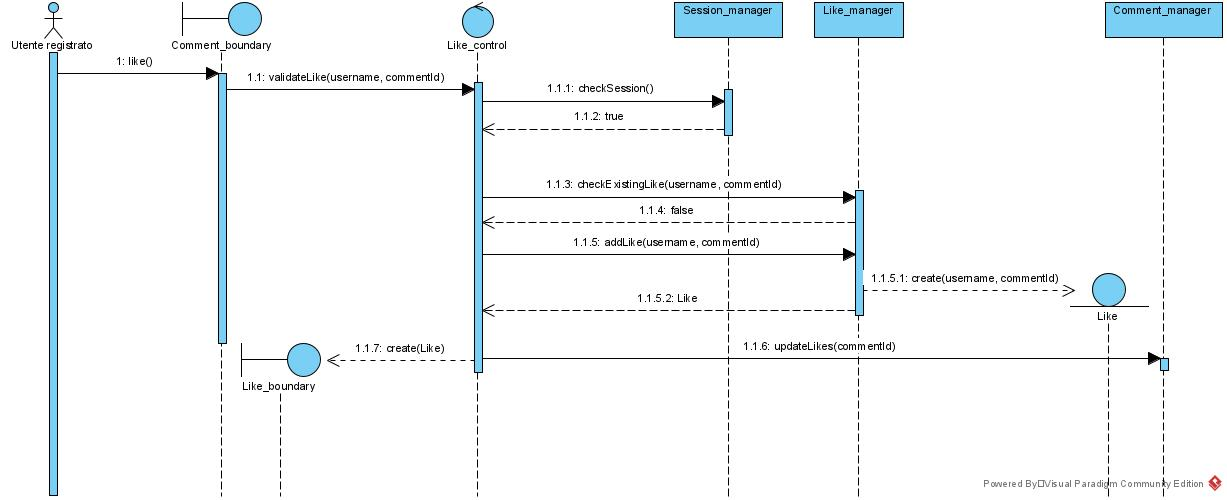 Session_manager
Like_manager
Comment_manager
Utente registrato
Comment_boundary
Like_control
1: like()
1.1: validateLike(username, commentId)
1.1.1: checkSession()
1.1.2: true
1.1.3: checkExistingLike(username, commentId)
1.1.4: false
1.1.5: addLike(username, commentId)
1.1.5.1: create(username, commentId)
1.1.5.2: Like
Like
1.1.7: create(Like)
1.1.6: updateLikes(commentId)
Like_boundary
Powered By Visual Paradigm Community Edition